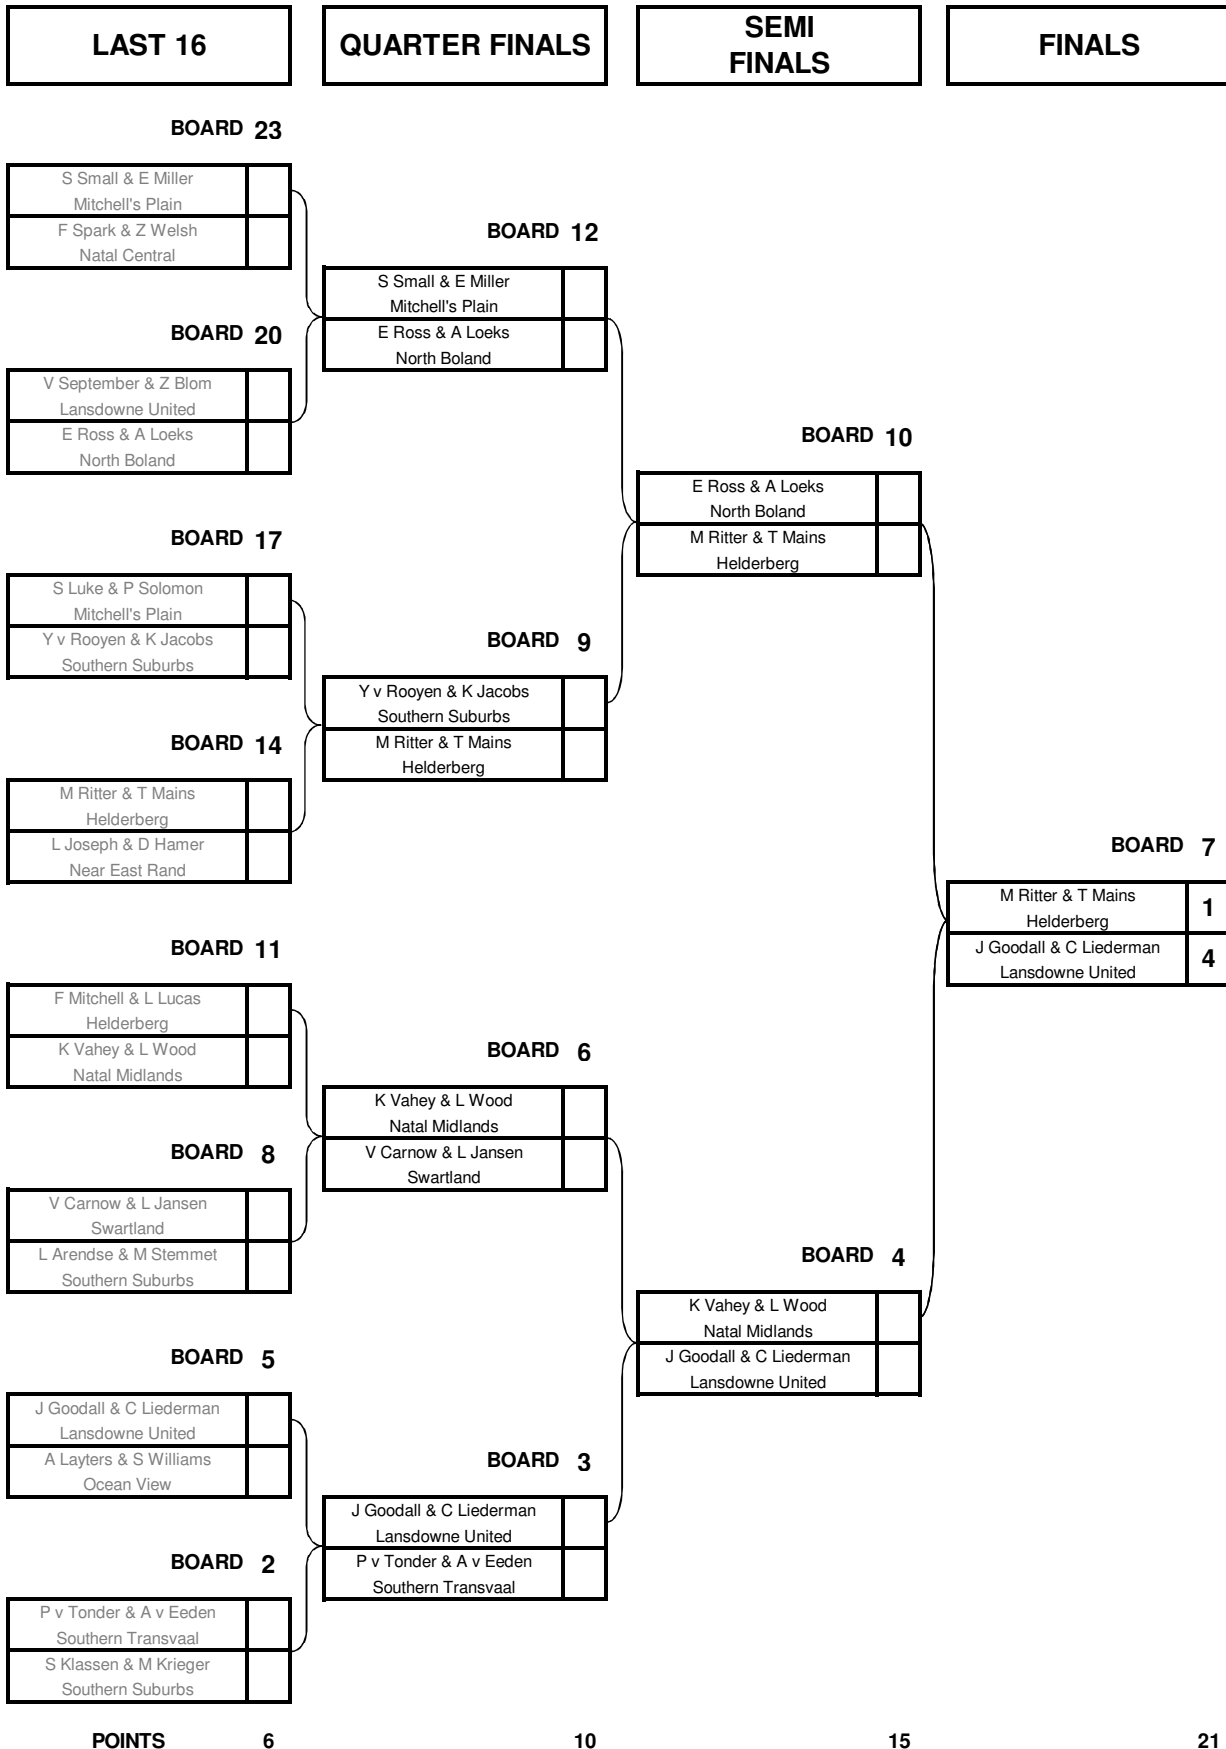 LAST 16
QUARTER FINALS
SEMI
FINALS
FINALS
BOARD 23
S Small & E Miller
Mitchell's Plain
F Spark & Z Welsh
Natal Central
BOARD 20
V September & Z Blom
Lansdowne United
E Ross & A Loeks
North Boland
BOARD 17
S Luke & P Solomon
Mitchell's Plain
Y v Rooyen & K Jacobs
Southern Suburbs
BOARD 14
M Ritter & T Mains
Helderberg
L Joseph & D Hamer
Near East Rand
BOARD 11
F Mitchell & L Lucas
Helderberg
K Vahey & L Wood
Natal Midlands
BOARD 8
V Carnow & L Jansen
Swartland
L Arendse & M Stemmet
Southern Suburbs
BOARD 5
J Goodall & C Liederman
Lansdowne United
A Layters & S Williams
Ocean View
BOARD 2
P v Tonder & A v Eeden
Southern Transvaal
S Klassen & M Krieger
Southern Suburbs
BOARD 12
S Small & E Miller
Mitchell's Plain
E Ross & A Loeks
North Boland
BOARD 9
Y v Rooyen & K Jacobs
Southern Suburbs
M Ritter & T Mains
Helderberg
BOARD 6
K Vahey & L Wood
Natal Midlands
V Carnow & L Jansen
Swartland
BOARD 3
J Goodall & C Liederman
Lansdowne United
P v Tonder & A v Eeden
Southern Transvaal
BOARD 10
E Ross & A Loeks
North Boland
M Ritter & T Mains
Helderberg
BOARD 4
K Vahey & L Wood
Natal Midlands
J Goodall & C Liederman
Lansdowne United
BOARD 7
M Ritter & T Mains
Helderberg
1
J Goodall & C Liederman
Lansdowne United
4
POINTS 6 10 15 21